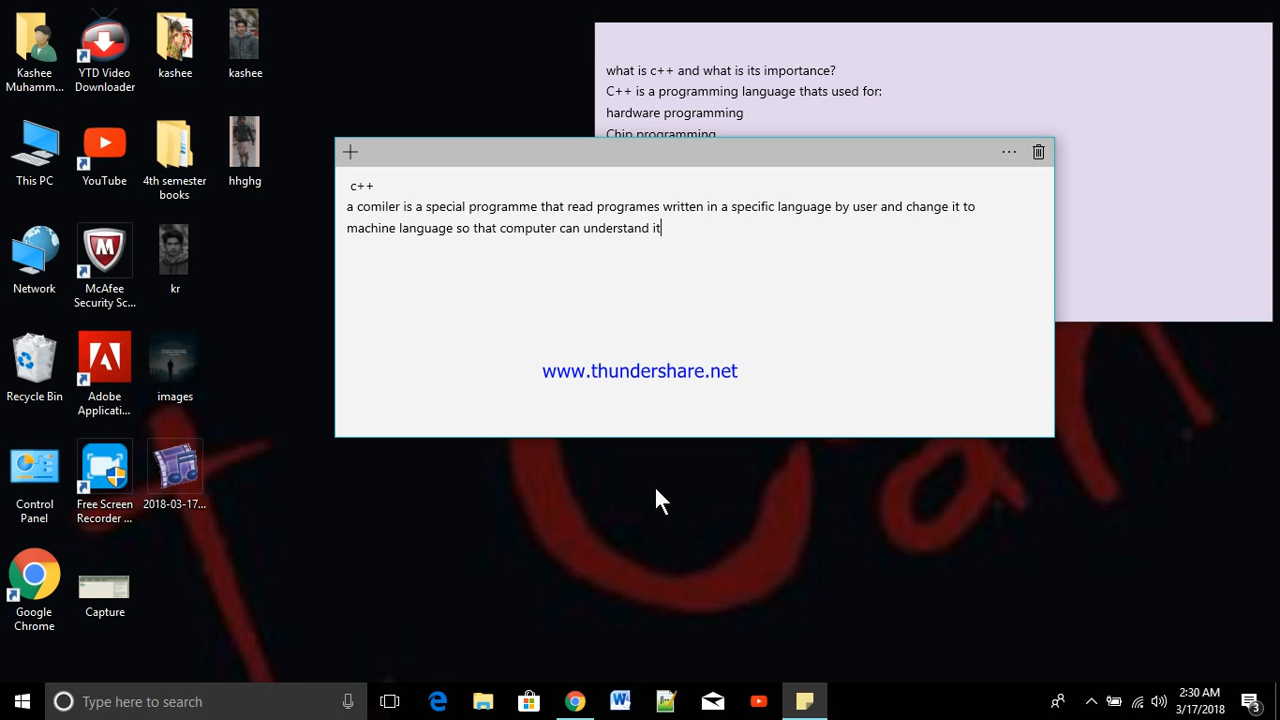 Kashee
Muhamm...
YTD Video
Downloader
kashee
kashee
This PC
YouTube
4th semester
books
hhghg
Network
McAfee
Security Sc...
kr
Recycle Bin
Adobe
Applicati...
images
Control
Panel
Free Screen
Recorder ...
2018-03-17...
Google
Chrome
Capture
what is c++ and what is its importance?
C++ is a programming language thats used for:
hardware programming
Chip programming
c++
a comiler is a special programme that read programes written in a specific language by user and change it to
machine language so that computer can understand it
www.thundershare.net
Can
Type here to search
2:30 AM
3/17/2018
3